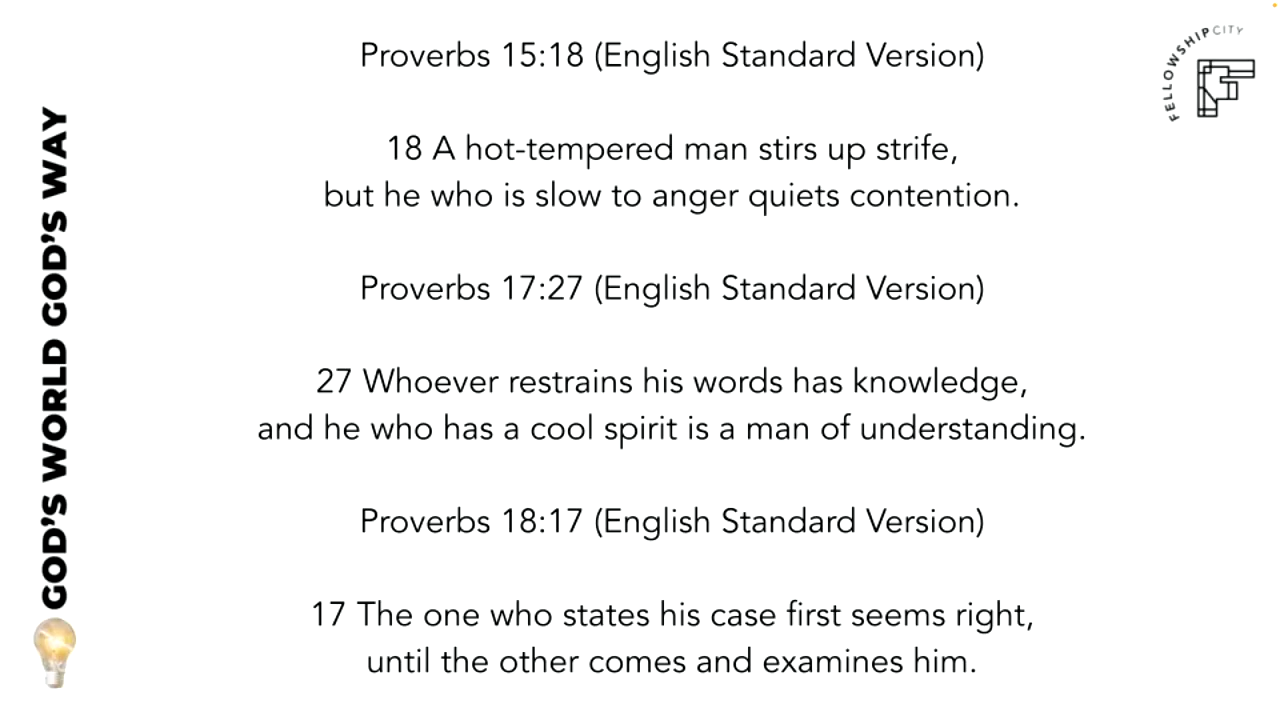 Proverbs 15:18 (English Standard Version)
18 A hot-tempered man stirs up strife,
but he who is slow to anger quiets contention.
Proverbs 17:27 (English Standard Version)
27 Whoever restrains his words has knowledge,
and he who has a cool spirit is a man of understanding.
Proverbs 18:17 (English Standard Version)
17 The one who states his case first seems right,
until the other comes and examines him.
GOD'S WORLD GOD'S WAY
FELLOWSHIPCITY